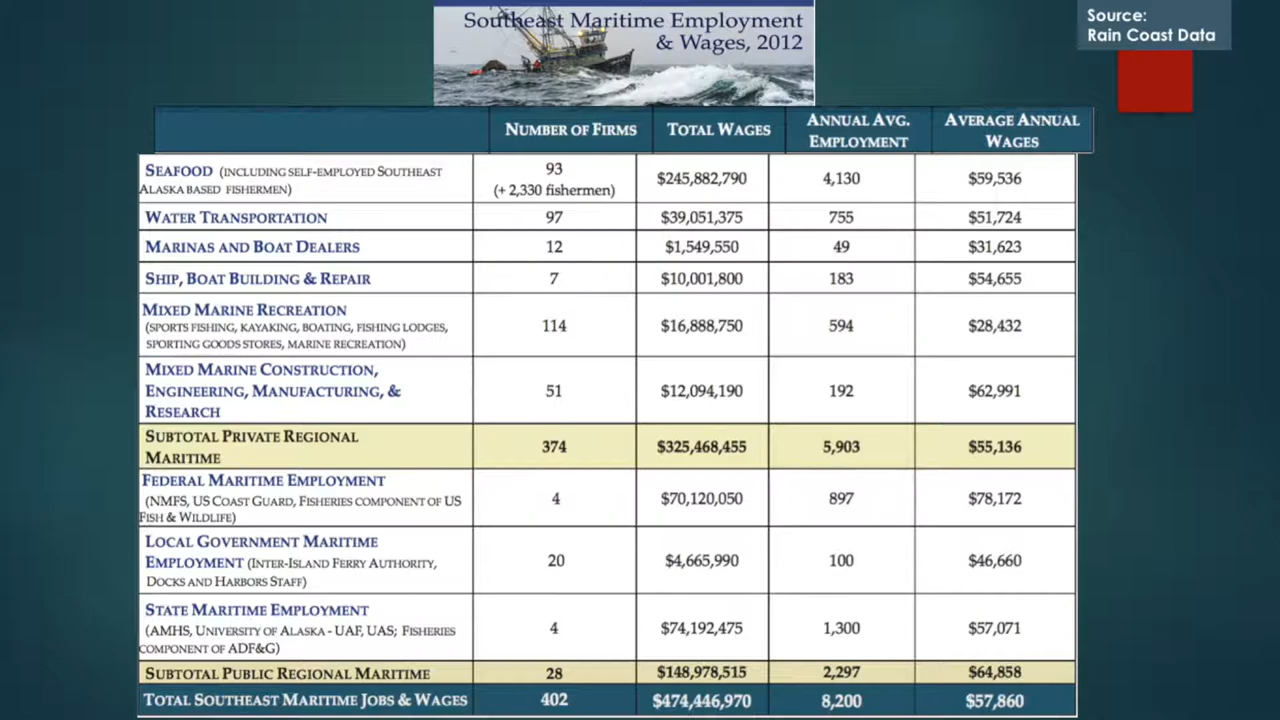 Southeast Maritime Employment
& Wages, 2012
Source:
Rain Coast Data
NUMBER OF FIRMS TOTAL WAGES ANNUAL AVG. EMPLOYMENT AVERAGE ANNUAL WAGES
SEAFOOD (INCLUDING SELF-EMPLOYED SOUTHEAST
ALASKA BASED FISHERMEN)
93
(+ 2,330 fishermen)
$245,882,790 4,130 $59,536
WATER TRANSPORTATION 97 $39,051,375 755 $51,724
MARINAS AND BOAT DEALERS 12 $1,549,550 49 $31,623
SHIP, BOAT BUILDING & REPAIR 7 $10,001,800 183 $54,655
MIXED MARINE RECREATION
(SPORTS FISHING, KAYAKING, BOATING, FISHING LODGES,
SPORTING GOODS STORES, MARINE RECREATION)
114 $16,888,750 594 $28,432
MIXED MARINE CONSTRUCTION,
ENGINEERING, MANUFACTURING, &
RESEARCH
51 $12,094,190 192 $62,991
SUBTOTAL PRIVATE REGIONAL
MARITIME
374 $325,468,455 5,903 $55,136
FEDERAL MARITIME EMPLOYMENT
(NMFS, US COAST GUARD, FISHERIES COMPONENT OF US
FISH & WILDLIFE)
4 $70,120,050 897 $78,172
LOCAL GOVERNMENT MARITIME
EMPLOYMENT (INTER-ISLAND FERRY AUTHORITY,
DOCKS AND HARBORS STAFF)
20 $4,665,990 100 $46,660
STATE MARITIME EMPLOYMENT
(AMHS, UNIVERSITY OF ALASKA - UAF, UAS; FISHERIES
COMPONENT OF ADF&G)
4 $74,192,475 1,300 $57,071
SUBTOTAL PUBLIC REGIONAL MARITIME 28 $148,978,515 2,297 $64,858
TOTAL SOUTHEAST MARITIME JOBS & WAGES 402 $474,446,970 8,200 $57,860